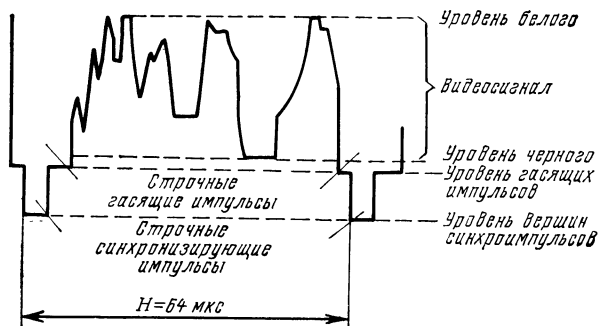 Уровень белого
Видеосигнал
Уровень черного
Уровень гасящих
импульсов
Строчные
гасящие импульсы
Уровень вершин
синхроимпульсов
Строчные
синхронизирующие
импульсы
H=64 мкс